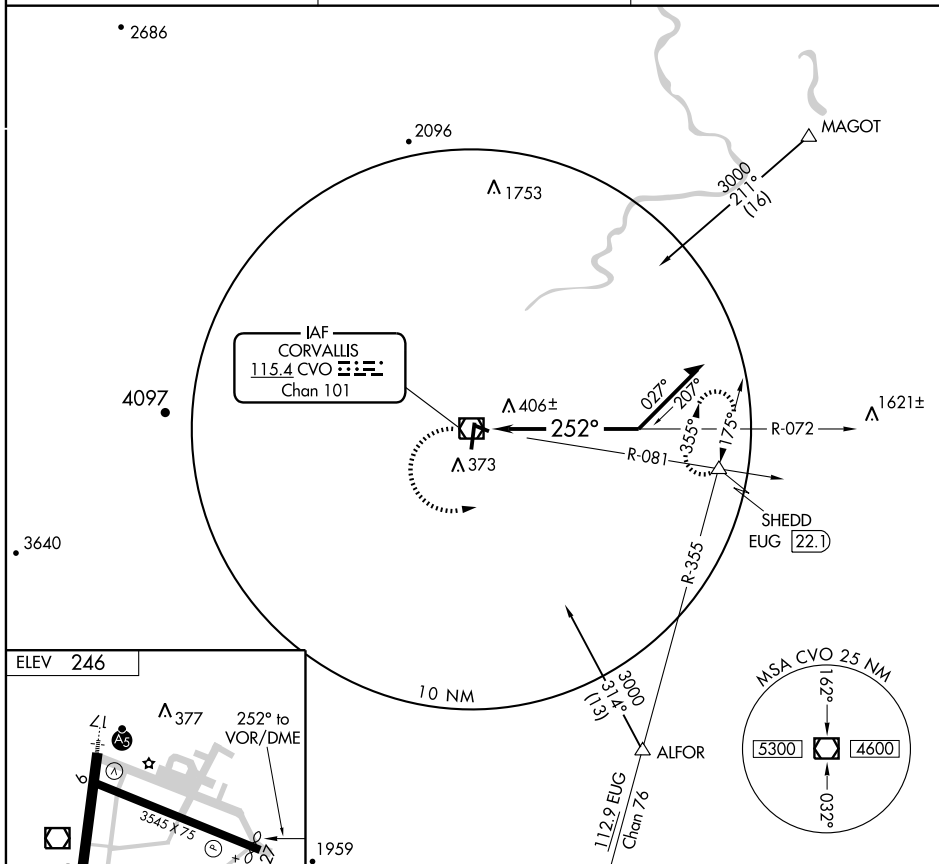 2686
MAGOT
2096
3000
211°
(16)
1753
IAF
CORVALLIS
115.4 CVO
Chan 101
4097
406±
027°
207°
1621±
252°
355°
175°
R-072
R-081
373
SHEDD
EUG 22.1
3640
R-355
ELEV 246
10 NM
3000
314°
(13)
MSA CVO 25 NM
162°
5300
4600
032°
377
252° to
VOR/DME
17
A5
V
9
3545 X 75
P
27
1959
ALFOR
112.9 EUG
Chan 76